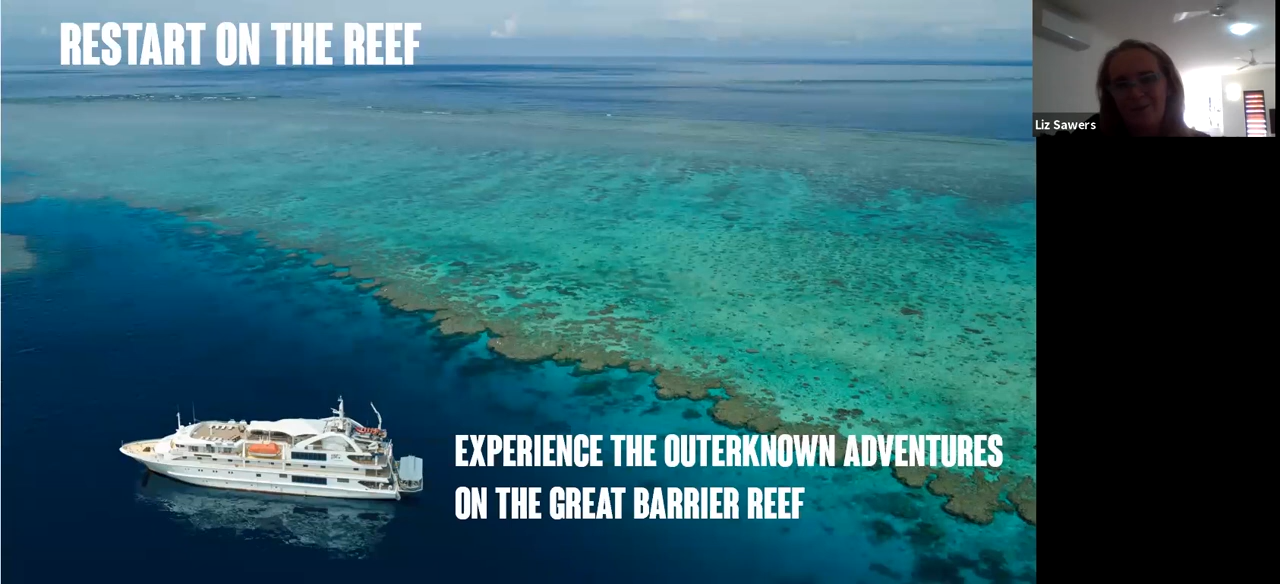 RESTART ON THE REEF
Liz Sawers
EXPERIENCE THE OUTERKNOWN ADVENTURES
ON THE GREAT BARRIER REEF